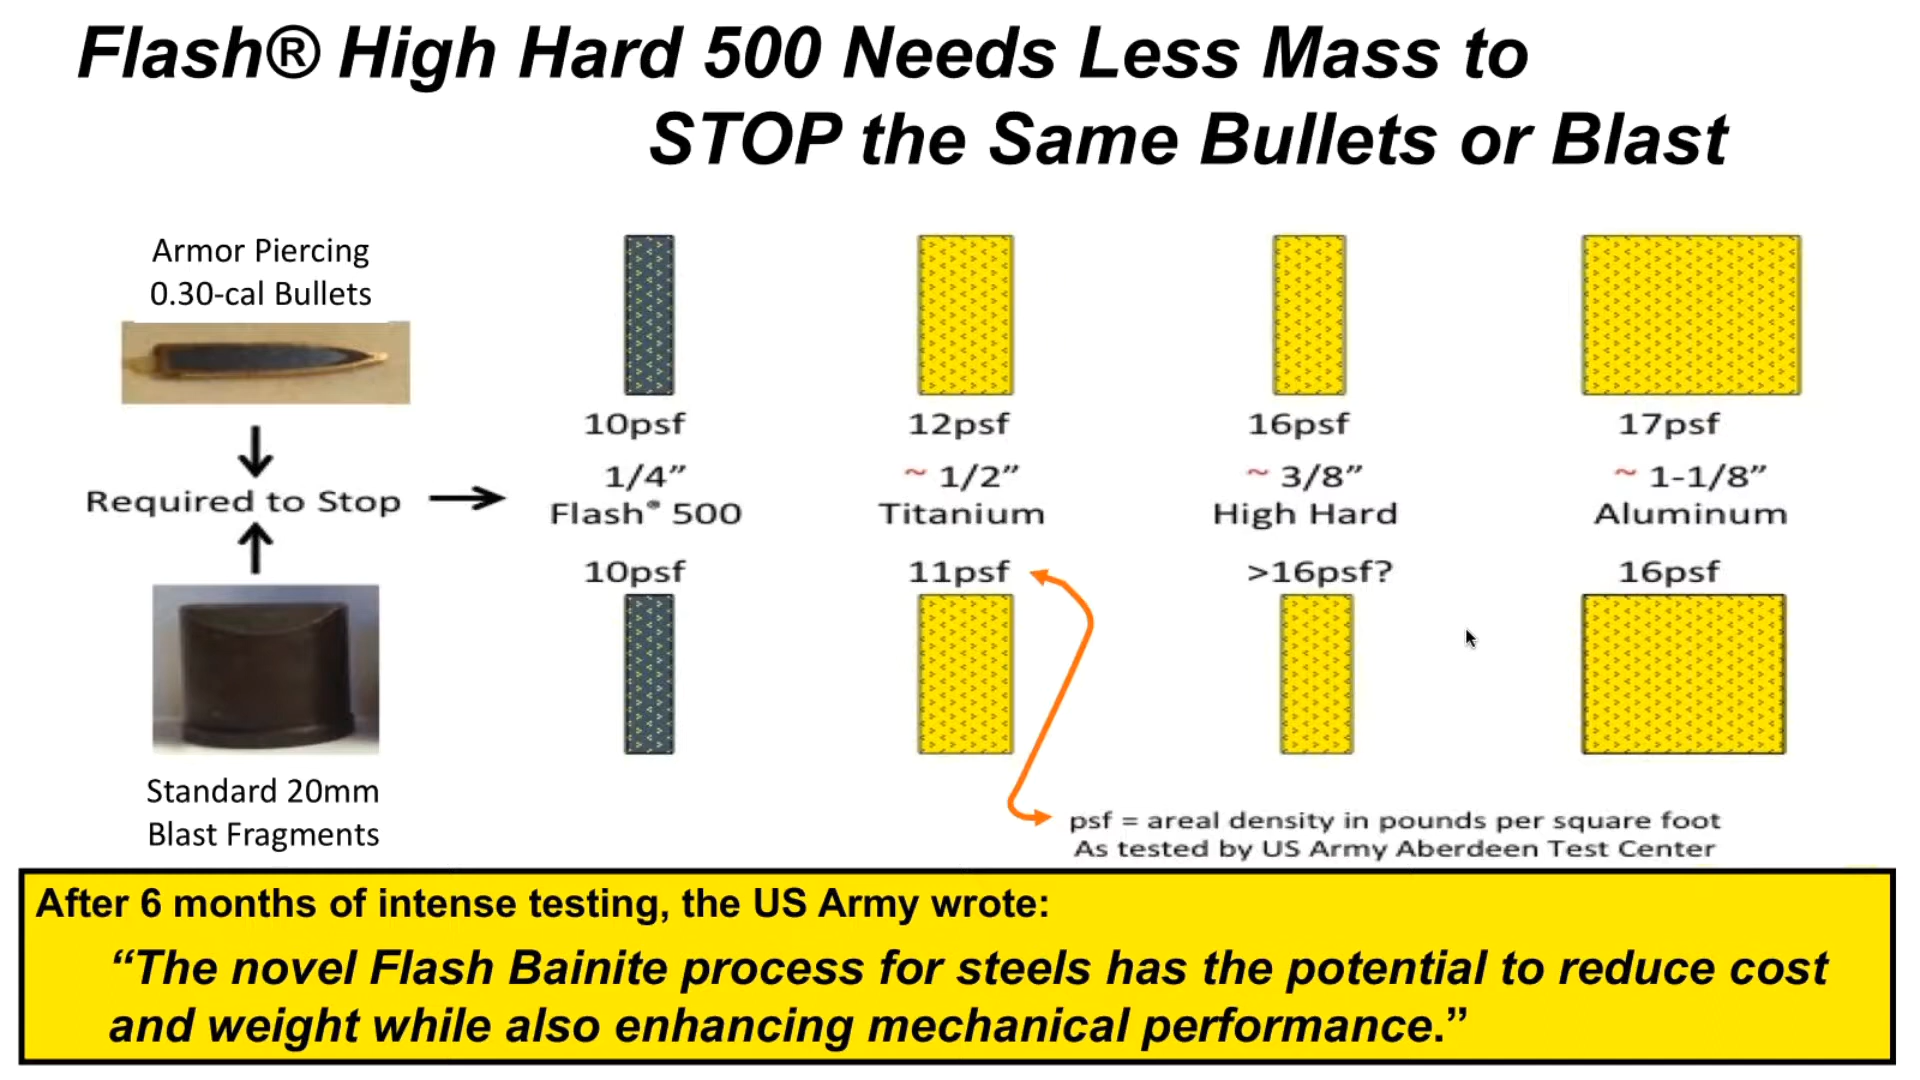 Flash® High Hard 500 Needs Less Mass to
STOP the Same Bullets or Blast
Armor Piercing
0.30-cal Bullets
Required to Stop
Standard 20mm
Blast Fragments
10psf
1/4”
Flash® 500
10psf
12psf
~ 1/2”
Titanium
11psf
16psf
~ 3/8”
High Hard
>16psf?
17psf
~ 1-1/8”
Aluminum
16psf
psf = areal density in pounds per square foot
As tested by US Army Aberdeen Test Center
After 6 months of intense testing, the US Army wrote:
“The novel Flash Bainite process for steels has the potential to reduce cost
and weight while also enhancing mechanical performance.”